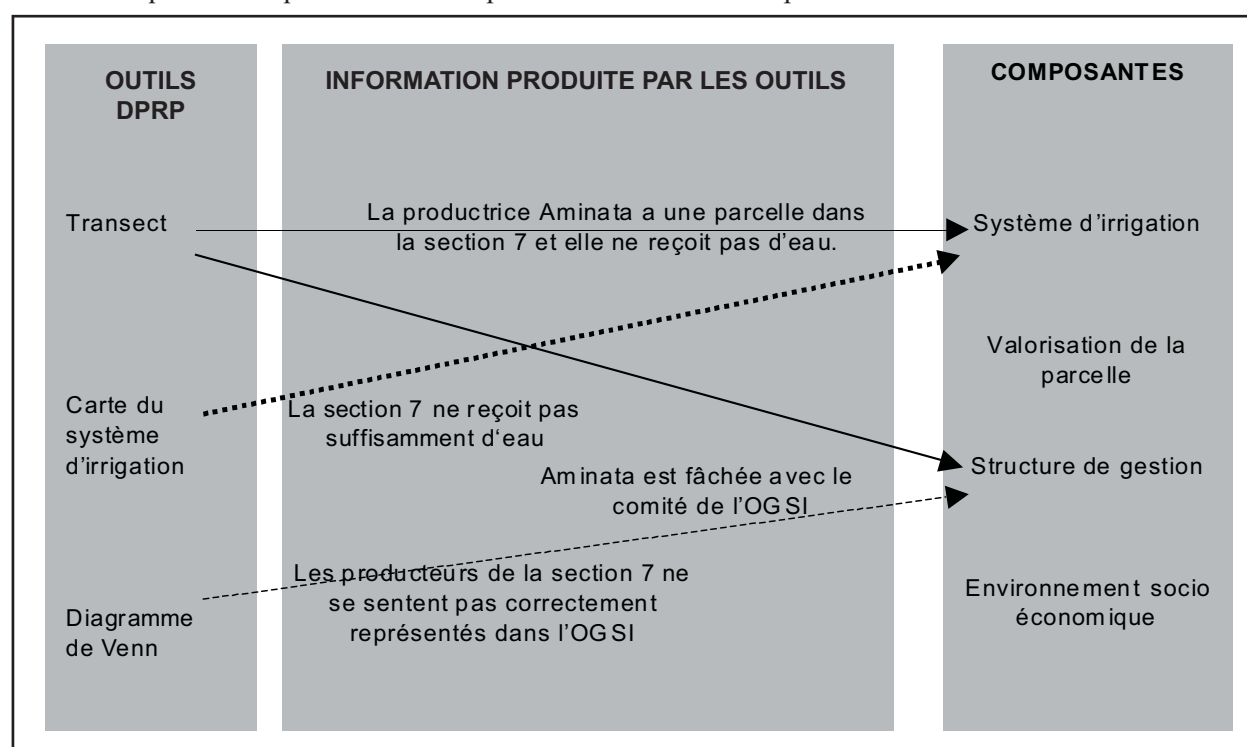 OUTILS
DPRP
Transect
Carte du
système
d'irrigation
Diagramme
de Venn
INFORMATION PRODUITE PAR LES OUTILS
La productrice Aminata a une parcelle dans
la section 7 et elle ne reçoit pas d'eau.
La section 7 ne reçoit pas
suffisamment d'eau
Aminata est fâchée avec le
comité de l'OGSI
Les producteurs de la section 7 ne
se sentent pas correctement
représentés dans l'OGSI
COMPOSANTES
Système d'irrigation
Valorisation de la
parcelle
Structure de gestion
Environnement socio
économique